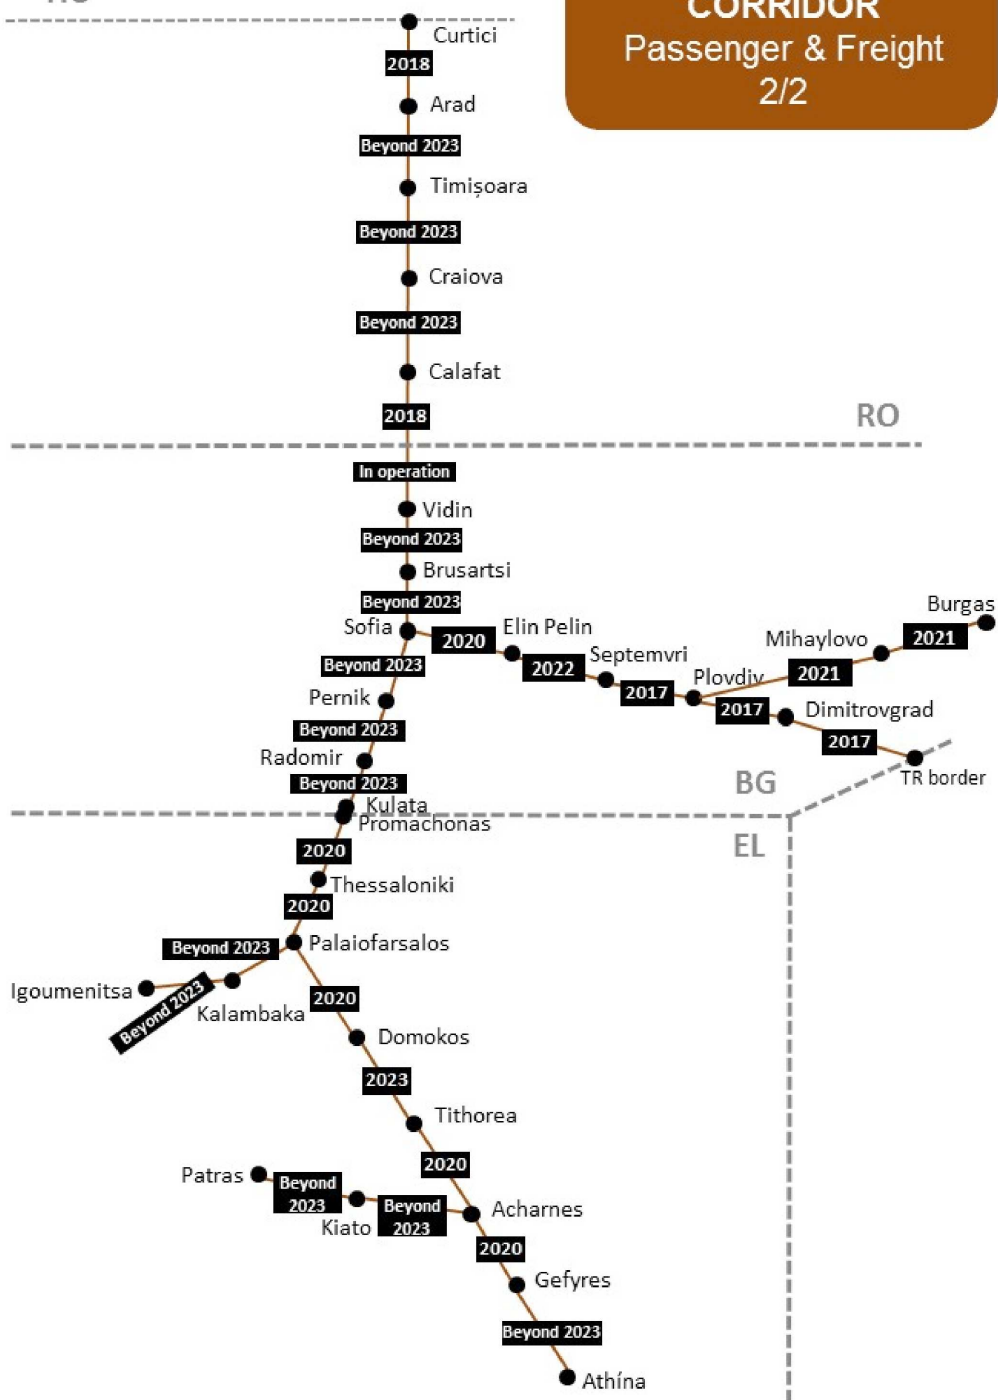 CORRIDOR
Passenger & Freight
2/2
Curtici
2018
Arad
Beyond 2023
Timișoara
Beyond 2023
Craiova
Beyond 2023
Calafat
2018
RO
In operation
Vidin
Beyond 2023
Brusartsi
Beyond 2023
Sofia
2020
Elin Pelin
2022
Septemvri
2017
Plovdiv
2021
Mihaylovo
2021
Burgas
2017
Dimitrovgrad
2017
TR border
Beyond 2023
Pernik
Beyond 2023
Radomir
Beyond 2023
BG
Kulata
Promachonas
EL
2020
Thessaloniki
2020
Palaiofarsalos
Beyond 2023
Kalambaka
Beyond 2023
Igoumenitsa
2020
Domokos
2023
Tithorea
2020
Patras
Beyond
2023
Kiato
Beyond
2023
Acharnes
2020
Gefyres
Beyond 2023
Athína